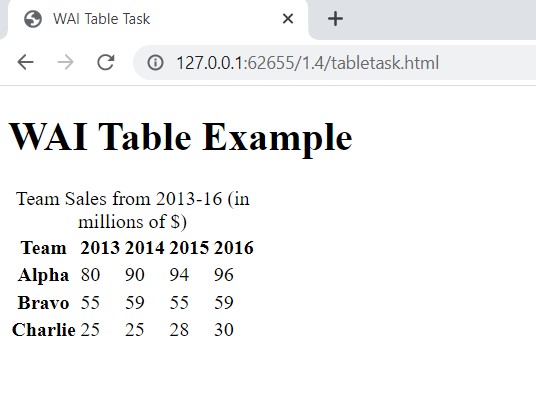 WAI Table Task
127.0.0.1:62655/1.4/tabletask.html
WAI Table Example
Team Sales from 2013-16 (in
millions of $)
Team 2013 2014 2015 2016
Alpha 80 90 94 96
Bravo 55 59 55 59
Charlie 25 25 28 30